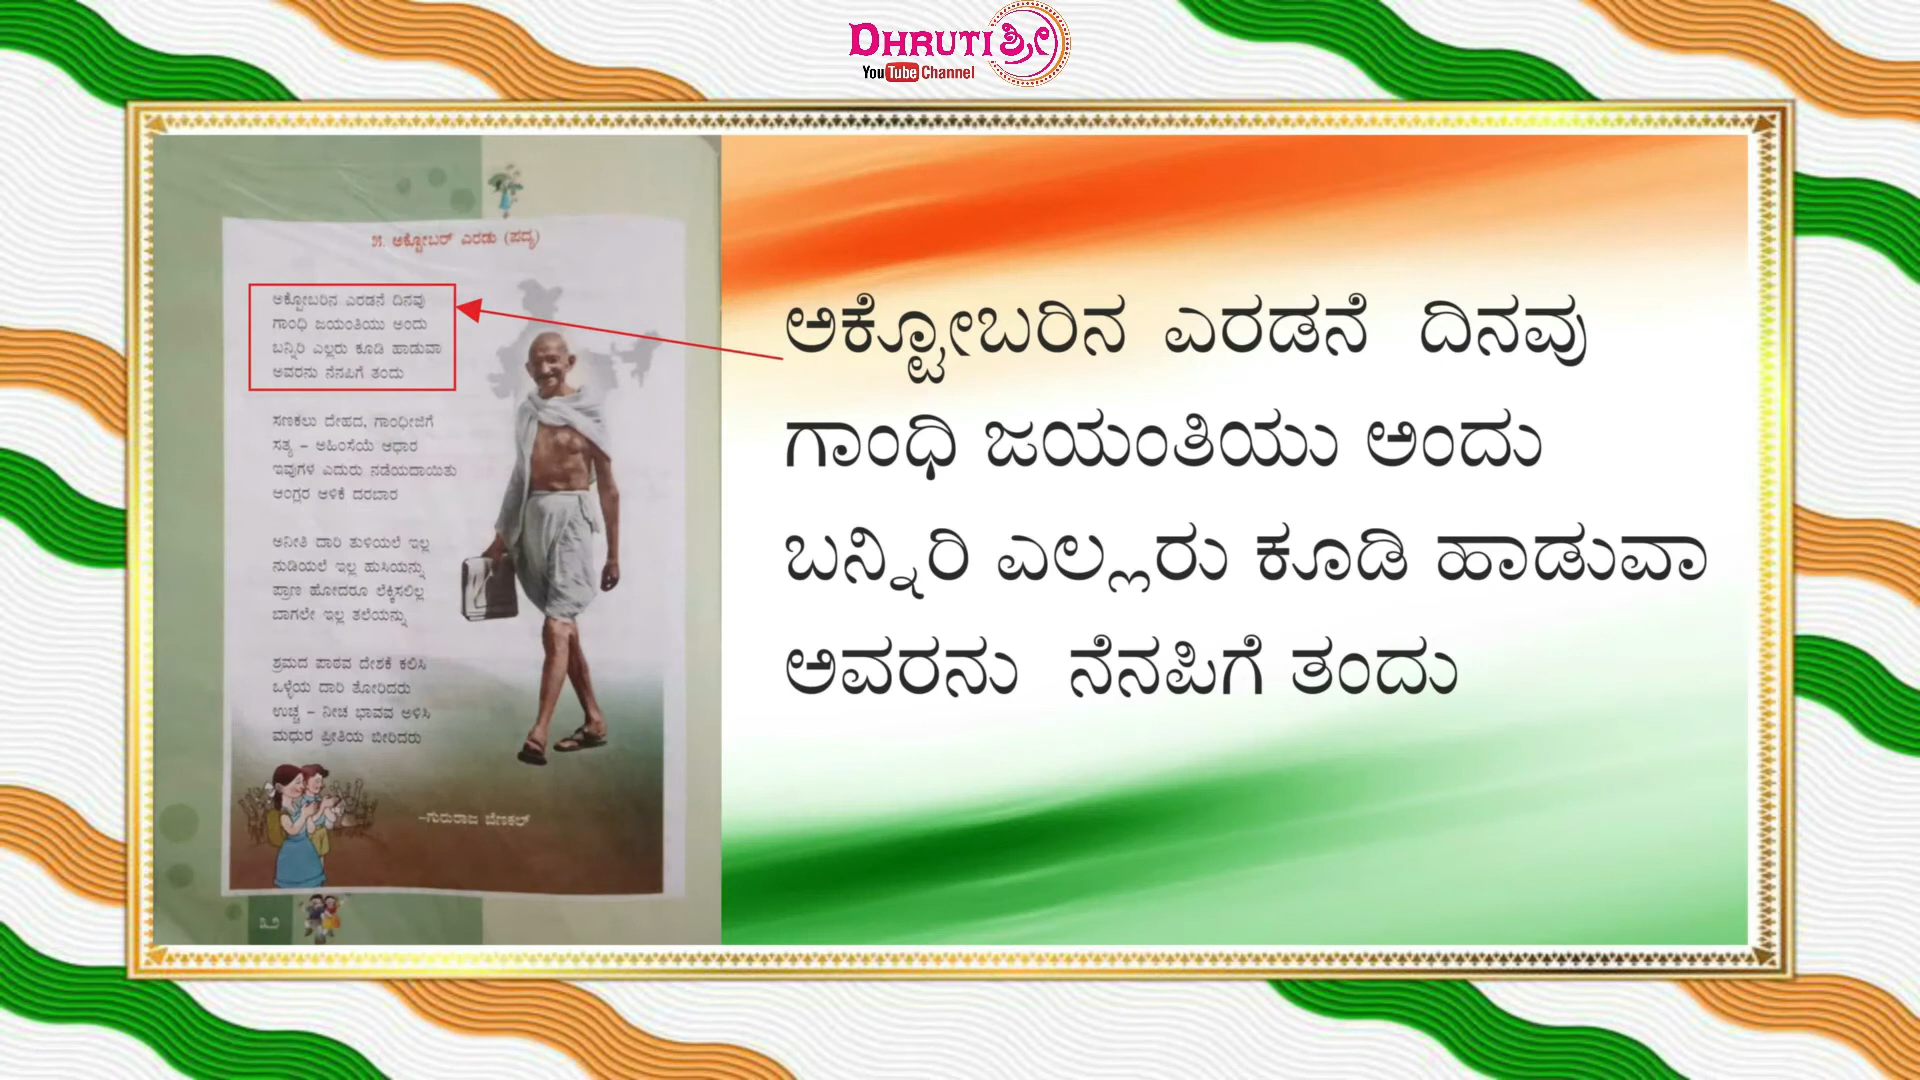 DHRUTI ಶ್ರೀ
YouTube Channel
೫. ಅಕ್ಟೋಬರ್ ಎರಡು (ಪದ್ಯ)
ಅಕ್ಟೋಬರಿನ ಎರಡನೆ ದಿನವು
ಗಾಂಧಿ ಜಯಂತಿಯು ಅಂದು
ಬನ್ನಿರಿ ಎಲ್ಲರು ಕೂಡಿ ಹಾಡುವಾ
ಅವರನು ನೆನಪಿಗೆ ತಂದು
ಸಣಕಲು ದೇಹದ, ಗಾಂಧೀಜಿಗೆ
ಸತ್ಯ – ಅಹಿಂಸೆಯೆ ಆಧಾರ
ಇವುಗಳ ಎದುರು ನಡೆಯದಾಯಿತು
ಆಂಗ್ಲರ ಆಳಿಕೆ ದರಬಾರ
ಅನೀತಿ ದಾರಿ ತುಳಿಯಲೆ ಇಲ್ಲ
ನುಡಿಯಲೆ ಇಲ್ಲ ಹುಸಿಯನ್ನು
ಪ್ರಾಣ ಹೋದರೂ ಲೆಕ್ಕಿಸಲಿಲ್ಲ
ಬಾಗಲೇ ಇಲ್ಲ ತಲೆಯನ್ನು
ಶ್ರಮದ ಪಾಠವ ದೇಶಕೆ ಕಲಿಸಿ
ಒಳ್ಳೆಯ ದಾರಿ ತೋರಿದರು
ಉಚ್ಚ – ನೀಚ ಭಾವವ ಅಳಿಸಿ
ಮಧುರ ಪ್ರೀತಿಯ ಬೀರಿದರು
–ಗುರುರಾಜ ಬೆಣಕಲ್
ಅಕ್ಟೋಬರಿನ ಎರಡನೆ ದಿನವು
ಗಾಂಧಿ ಜಯಂತಿಯು ಅಂದು
ಬನ್ನಿರಿ ಎಲ್ಲರು ಕೂಡಿ ಹಾಡುವಾ
ಅವರನು ನೆನಪಿಗೆ ತಂದು